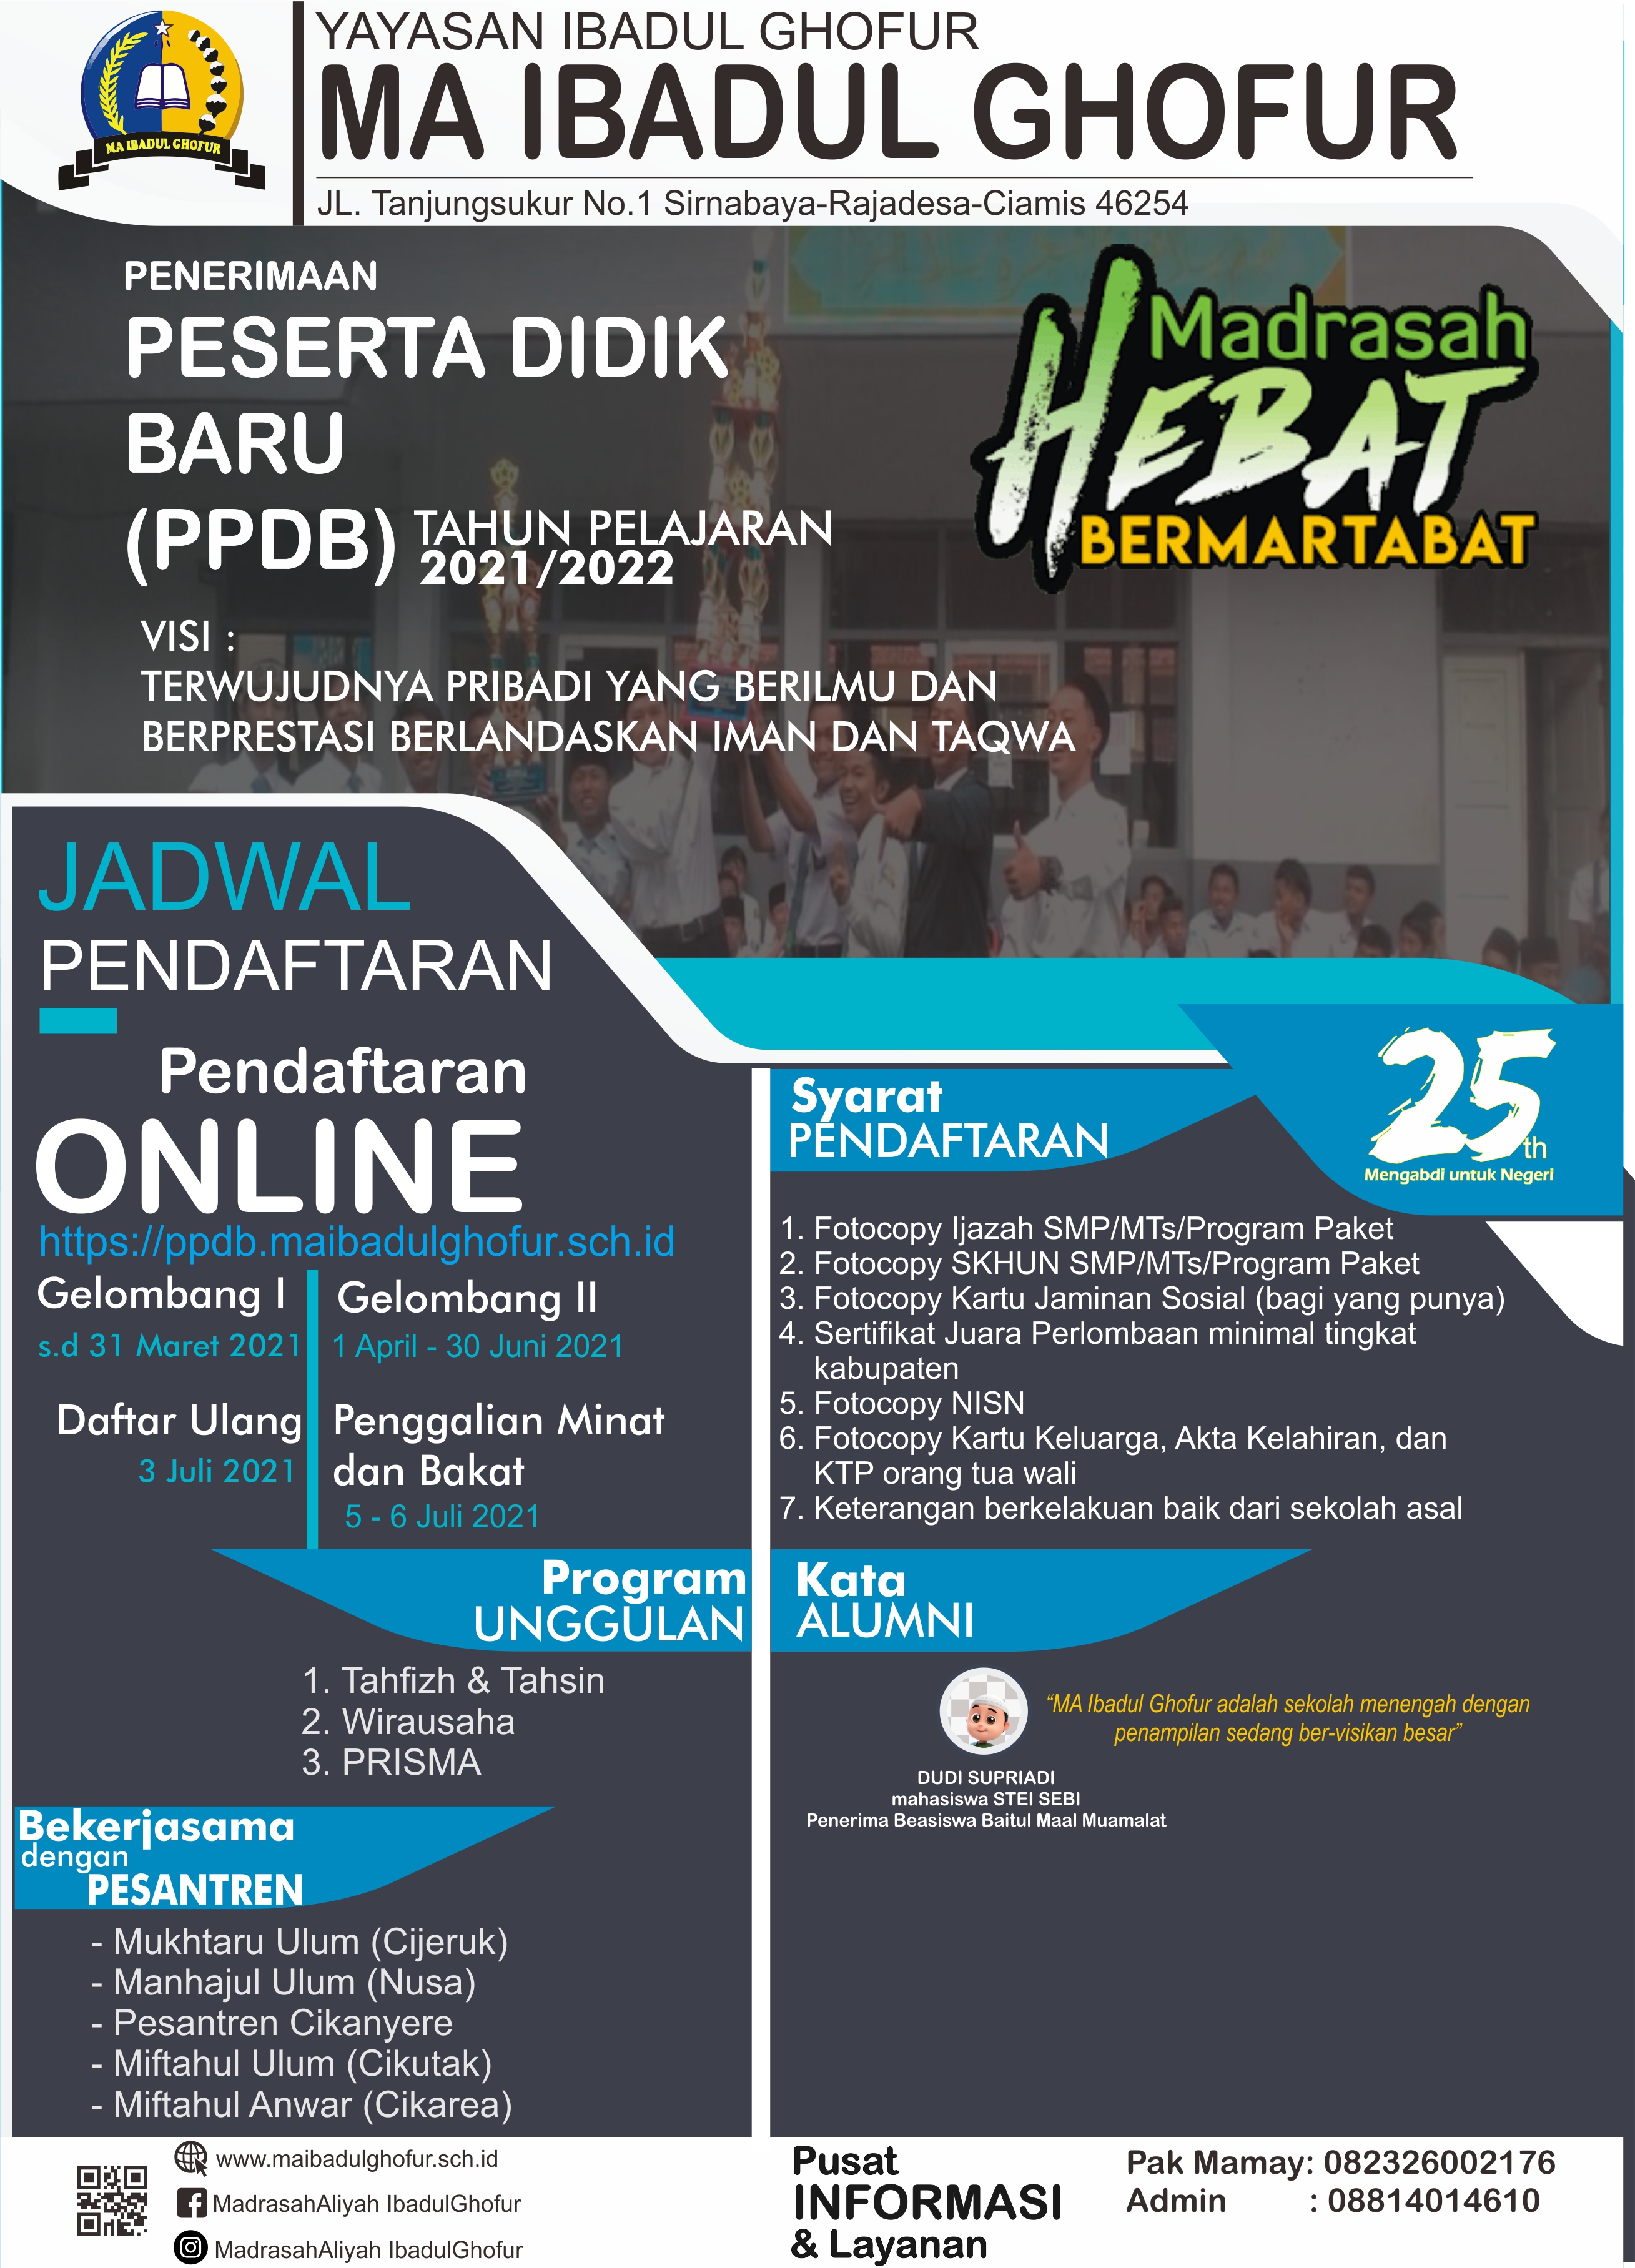 MA IBADUL GHOFUR
YAYASAN IBADUL GHOFUR
MA IBADUL GHOFUR
JL. Tanjungsukur No.1 Sirnabaya-Rajadesa-Ciamis 46254
PENERIMAAN
PESERTA DIDIK
BARU
(PPDB) TAHUN PELAJARAN
2021/2022
Madrasah
HEBAT
BERMARTABAT
VISI :
TERWUJUDNYA PRIBADI YANG BERILMU DAN
BERPRESTASI BERLANDASKAN IMAN DAN TAQWA
JADWAL
PENDAFTARAN
Pendaftaran
ONLINE
https://ppdb.maibadulghofur.sch.id
Gelombang I
s.d 31 Maret 2021
Gelombang II
1 April - 30 Juni 2021
Daftar Ulang
3 Juli 2021
Penggalian Minat
dan Bakat
5 - 6 Juli 2021
Program
UNGGULAN
1. Tahfizh & Tahsin
2. Wirausaha
3. PRISMA
Bekerjasama
dengan
PESANTREN
- Mukhtaru Ulum (Cijeruk)
- Manhajul Ulum (Nusa)
- Pesantren Cikanyere
- Miftahul Ulum (Cikutak)
- Miftahul Anwar (Cikarea)
25th
Mengabdi untuk Negeri
Syarat
PENDAFTARAN
1. Fotocopy Ijazah SMP/MTs/Program Paket
2. Fotocopy SKHUN SMP/MTs/Program Paket
3. Fotocopy Kartu Jaminan Sosial (bagi yang punya)
4. Sertifikat Juara Perlombaan minimal tingkat
kabupaten
5. Fotocopy NISN
6. Fotocopy Kartu Keluarga, Akta Kelahiran, dan
KTP orang tua wali
7. Keterangan berkelakuan baik dari sekolah asal
Kata
ALUMNI
“MA Ibadul Ghofur adalah sekolah menengah dengan
penampilan sedang ber-visikan besar”
DUDI SUPRIADI
mahasiswa STEI SEBI
Penerima Beasiswa Baitul Maal Muamalat
www.maibadulghofur.sch.id
MadrasahAliyah IbadulGhofur
MadrasahAliyah IbadulGhofur
Pusat
INFORMASI
& Layanan
Pak Mamay: 082326002176
Admin : 08814014610